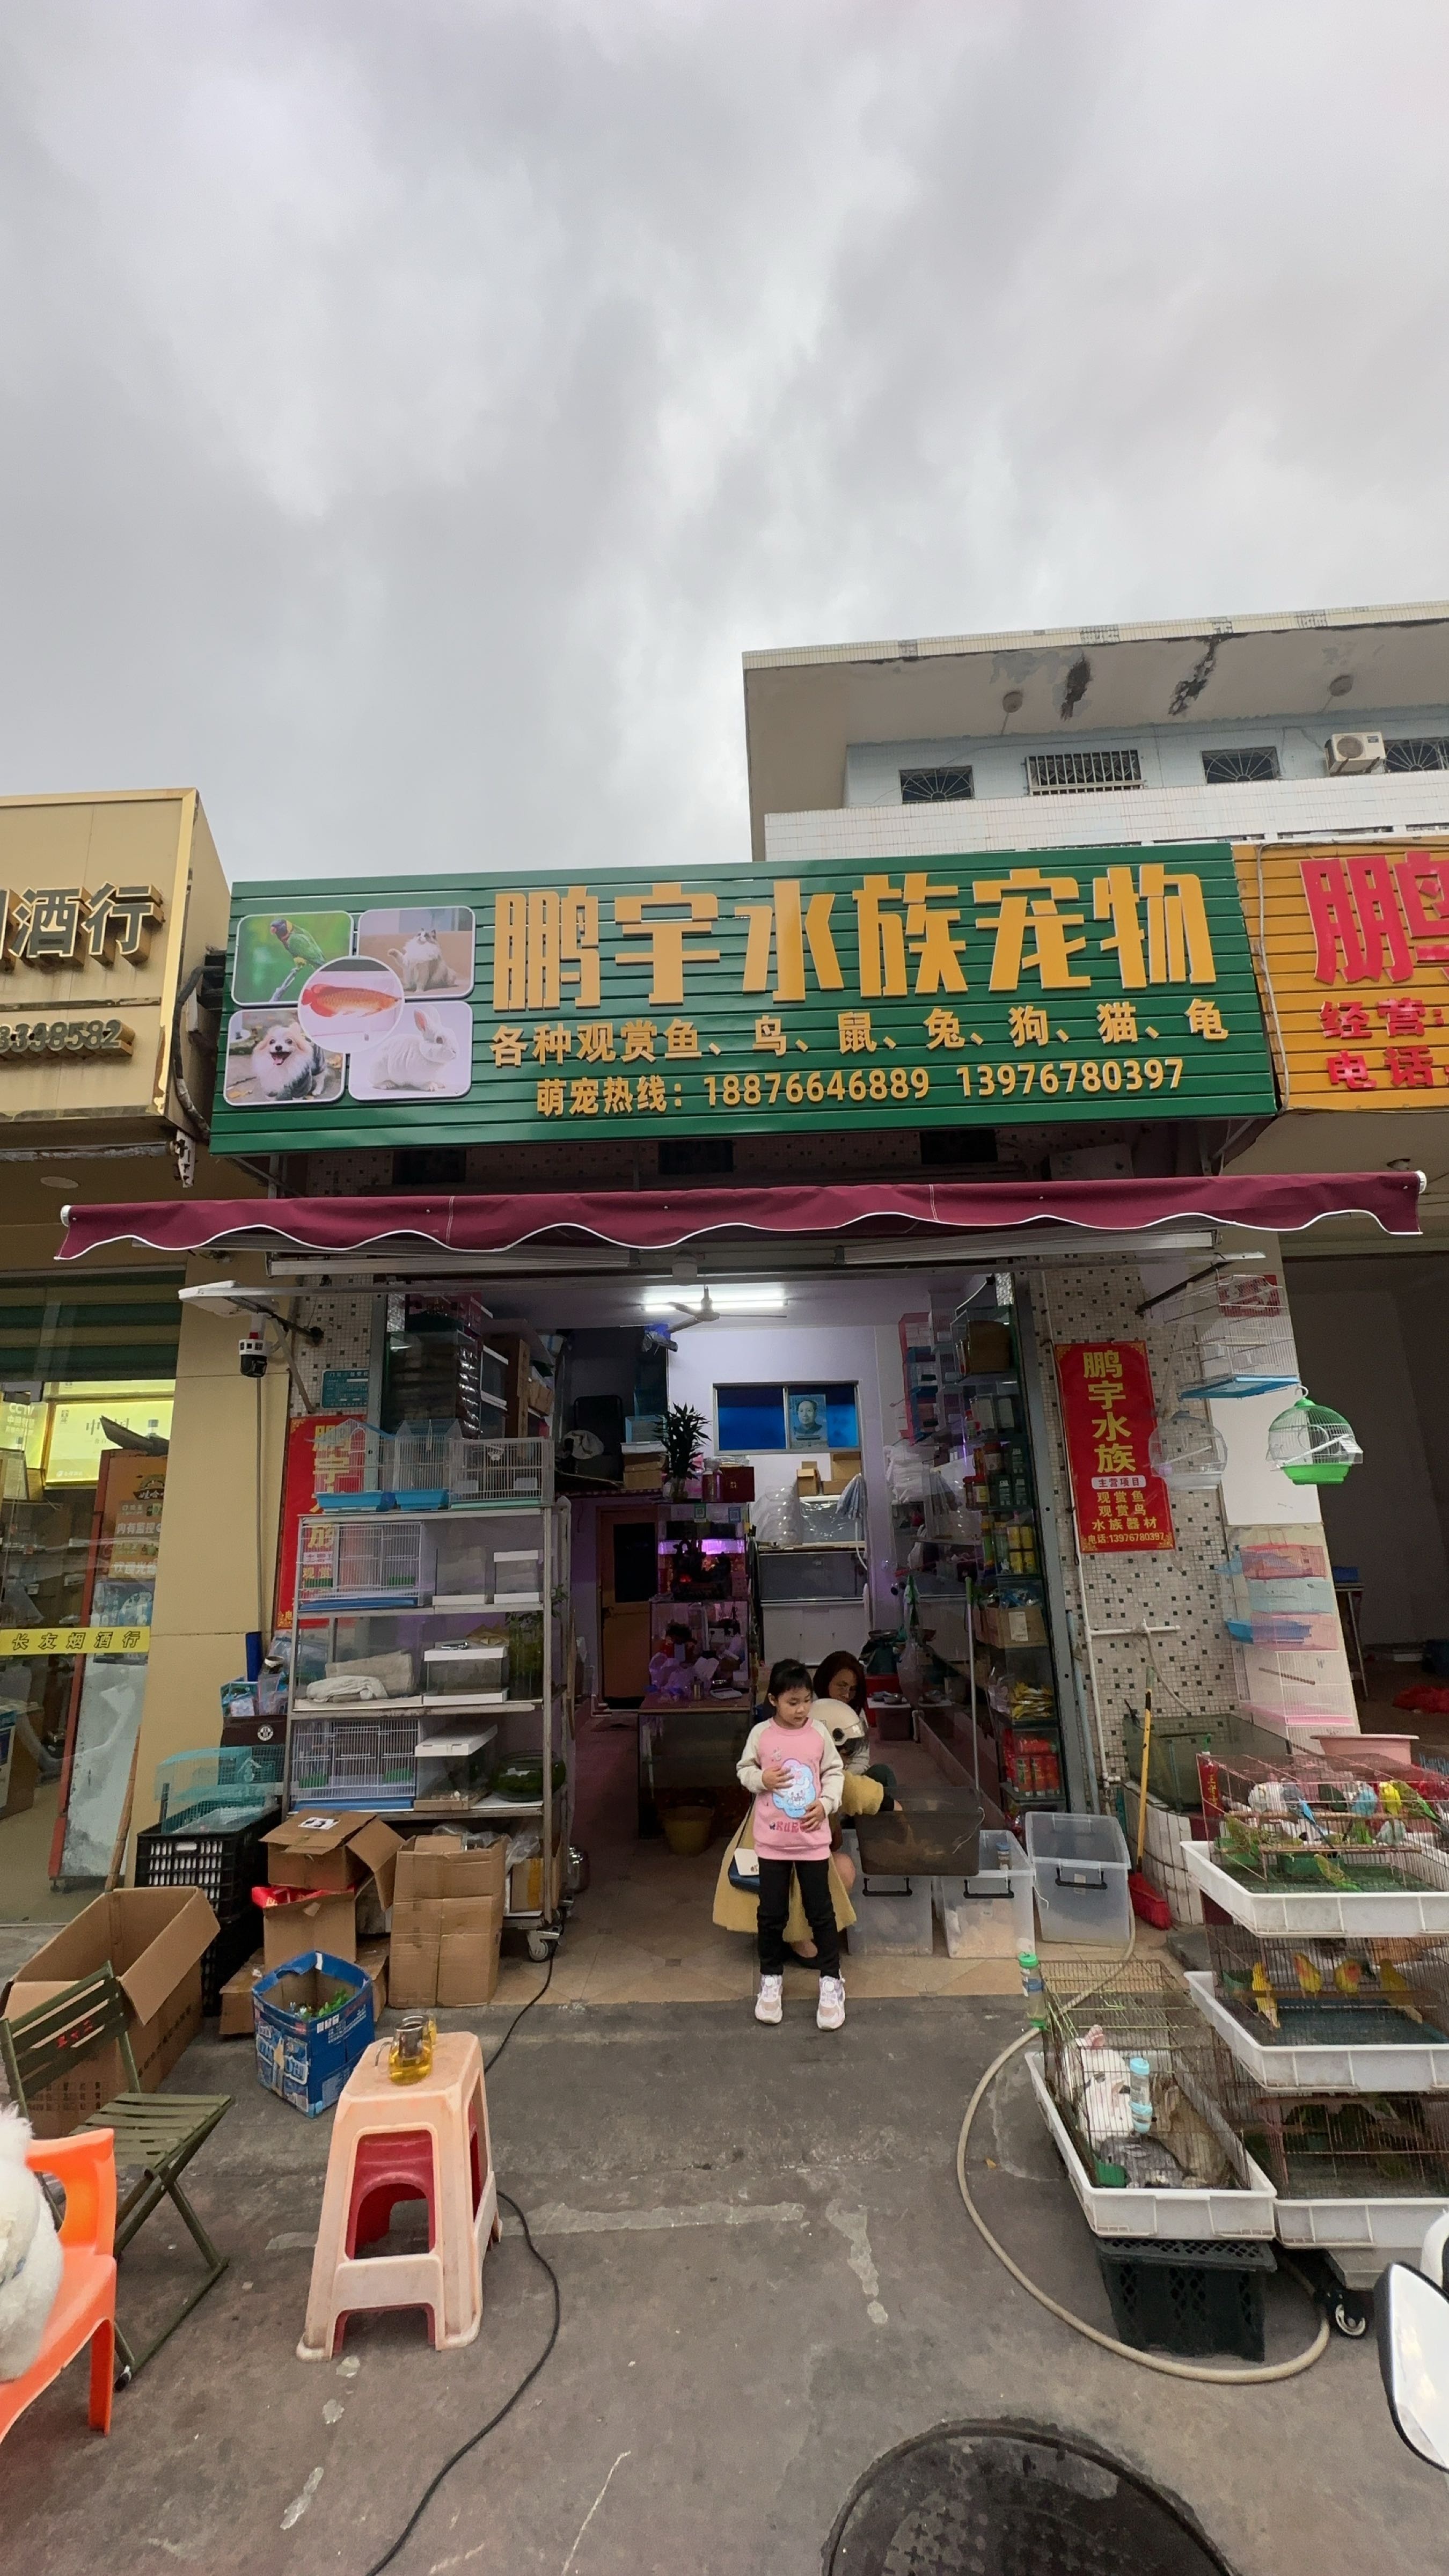 酒行
8398582
鹏宇水族宠物
各种观赏鱼、鸟、鼠、兔、狗、猫、龟
萌宠热线：18876646889 13976780397
经营
电话
鹏宇水族
主营项目
观赏鱼
观赏鸟
水族器材
电话:13976780397
长友烟酒行